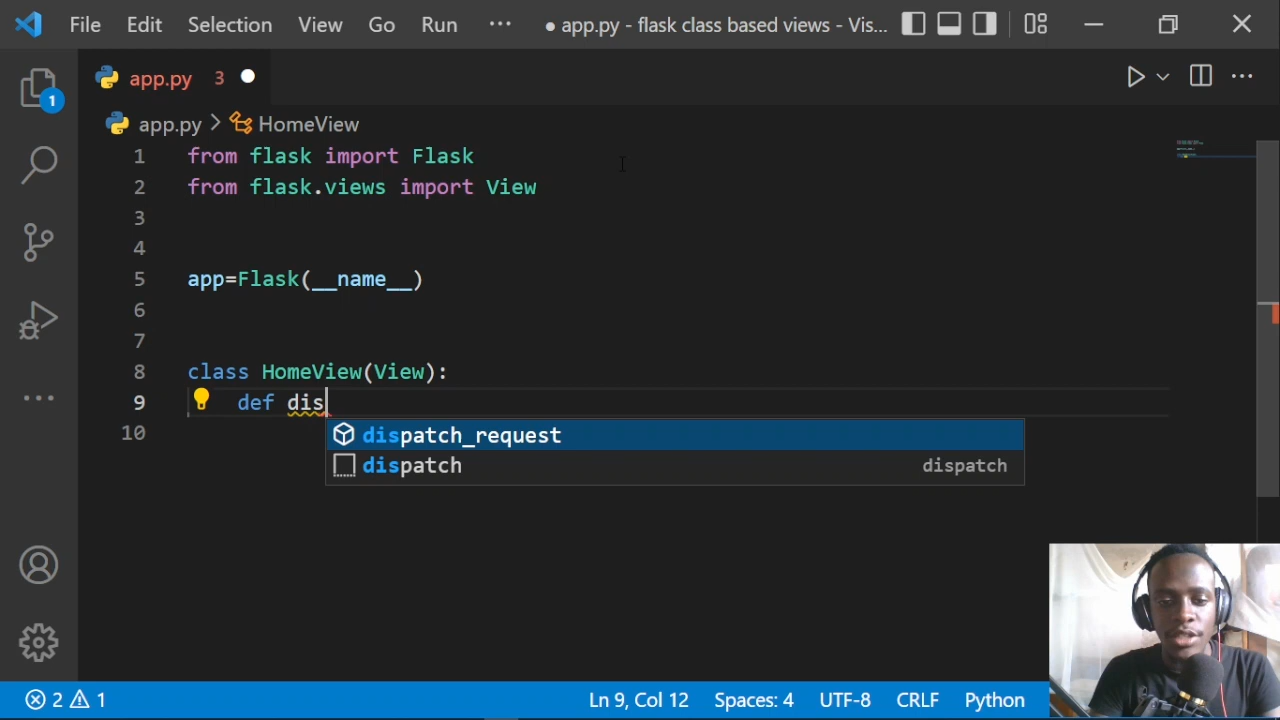 File Edit Selection View Go Run ··· ● app.py - flask class based views - Vis...
app.py 3
1
app.py > HomeView
1 from flask import Flask
2 from flask.views import View
3
4
5 app=Flask(__name__)
6
7
8 class HomeView(View):
9 def dis
10
dispatch_request
dispatch dispatch
2 1 Ln 9, Col 12 Spaces: 4 UTF-8 CRLF Python